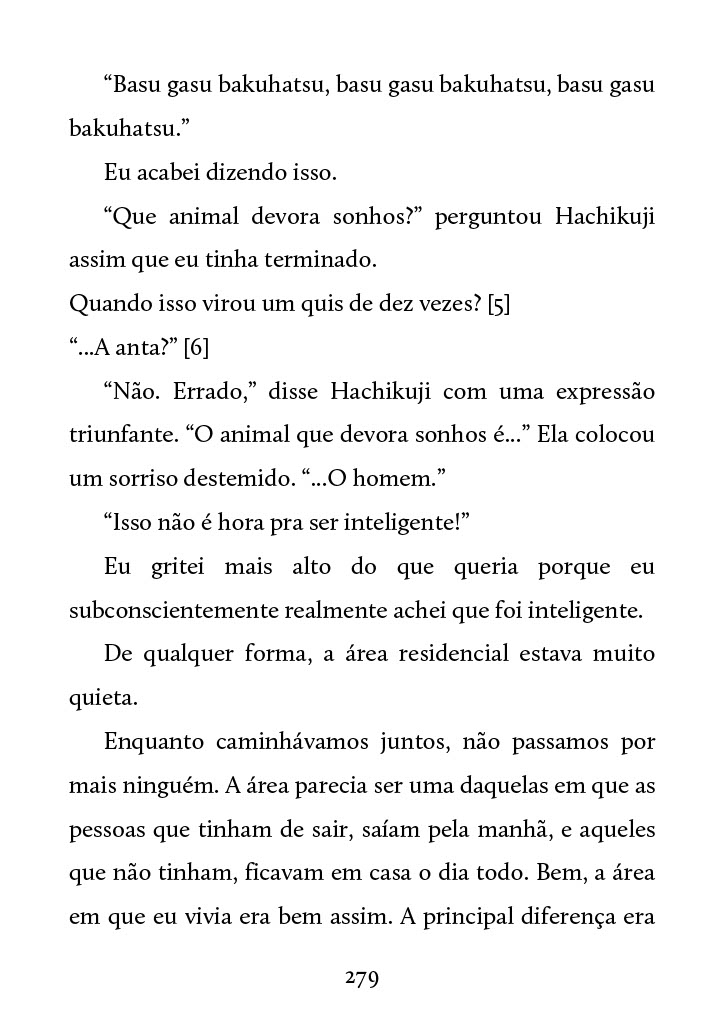 “Basu gasu bakuhatsu, basu gasu bakuhatsu, basu gasu
bakuhatsu.”
Eu acabei dizendo isso.
“Que animal devora sonhos?” perguntou Hachikuji
assim que eu tinha terminado.
Quando isso virou um quis de dez vezes? [5]
“...A anta?” [6]
“Não. Errado,” disse Hachikuji com uma expressão
triunfante. “O animal que devora sonhos é...” Ela colocou
um sorriso destemido. “...O homem.”
“Isso não é hora pra ser inteligente!”
Eu gritei mais alto do que queria porque eu
subconscientemente realmente achei que foi inteligente.
De qualquer forma, a área residencial estava muito
quieta.
Enquanto caminhávamos juntos, não passamos por
mais ninguém. A área parecia ser uma daquelas em que as
pessoas que tinham de sair, saíam pela manhã, e aqueles
que não tinham, ficavam em casa o dia todo. Bem, a área
em que eu vivia era bem assim. A principal diferença era
279